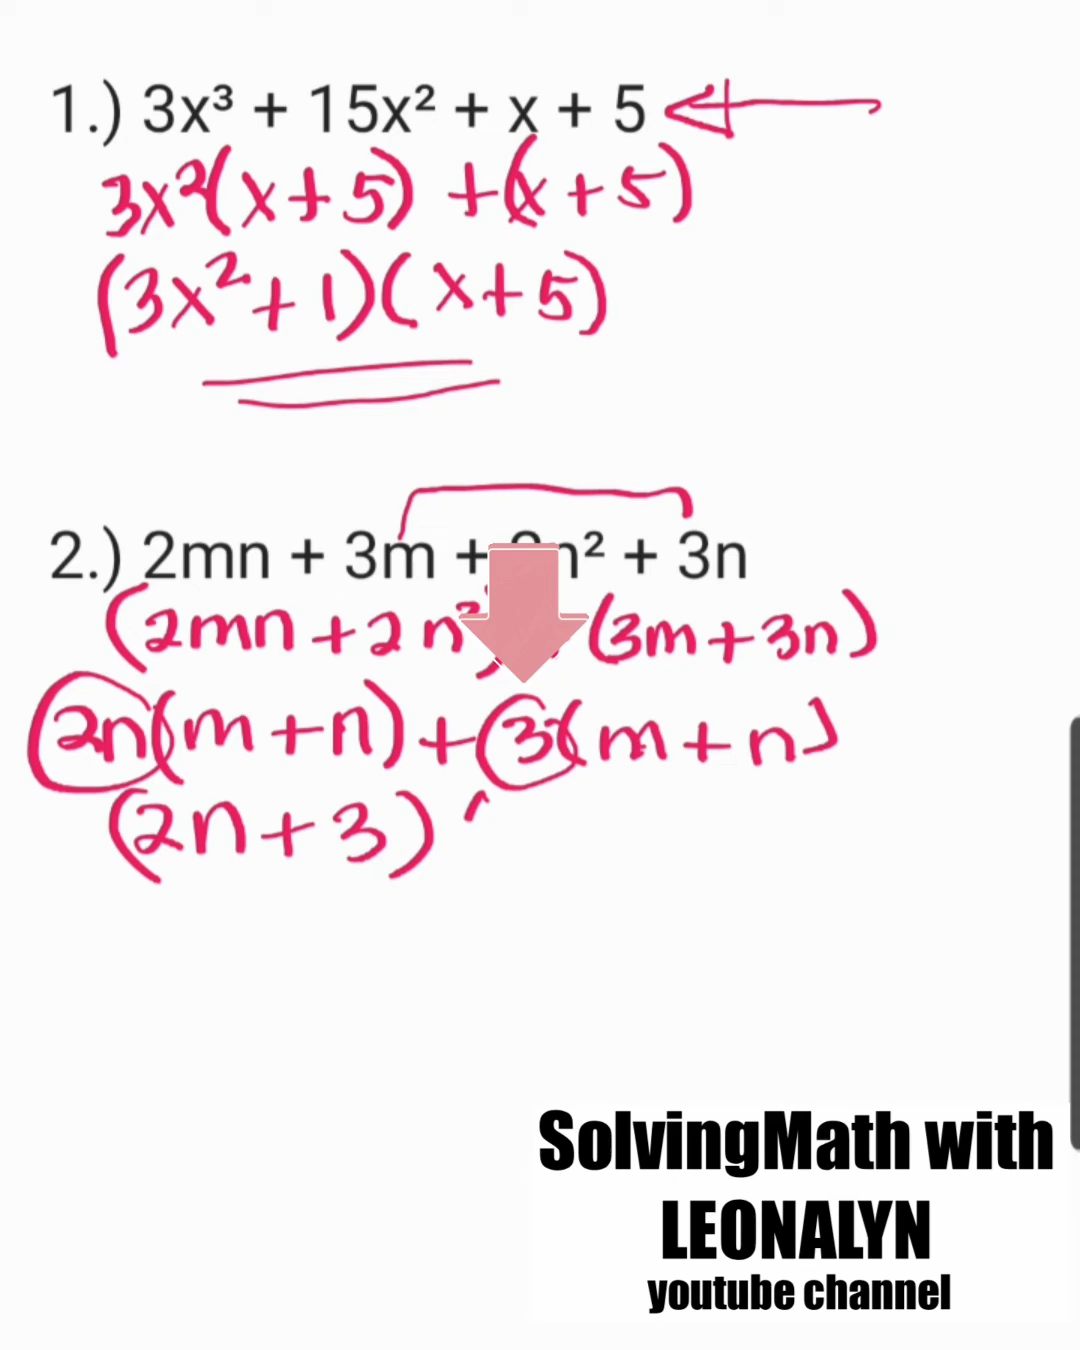 1.) 3x³ + 15x² + x + 5
3x²(x+5) +(x+5)
(3x²+1)(x+5)
2.) 2mn + 3m + n² + 3n
(2mn+2n² (3m+3n)
2n(m+n)+3(m+n)
(2n+3)
SolvingMath with
LEONALYN
youtube channel